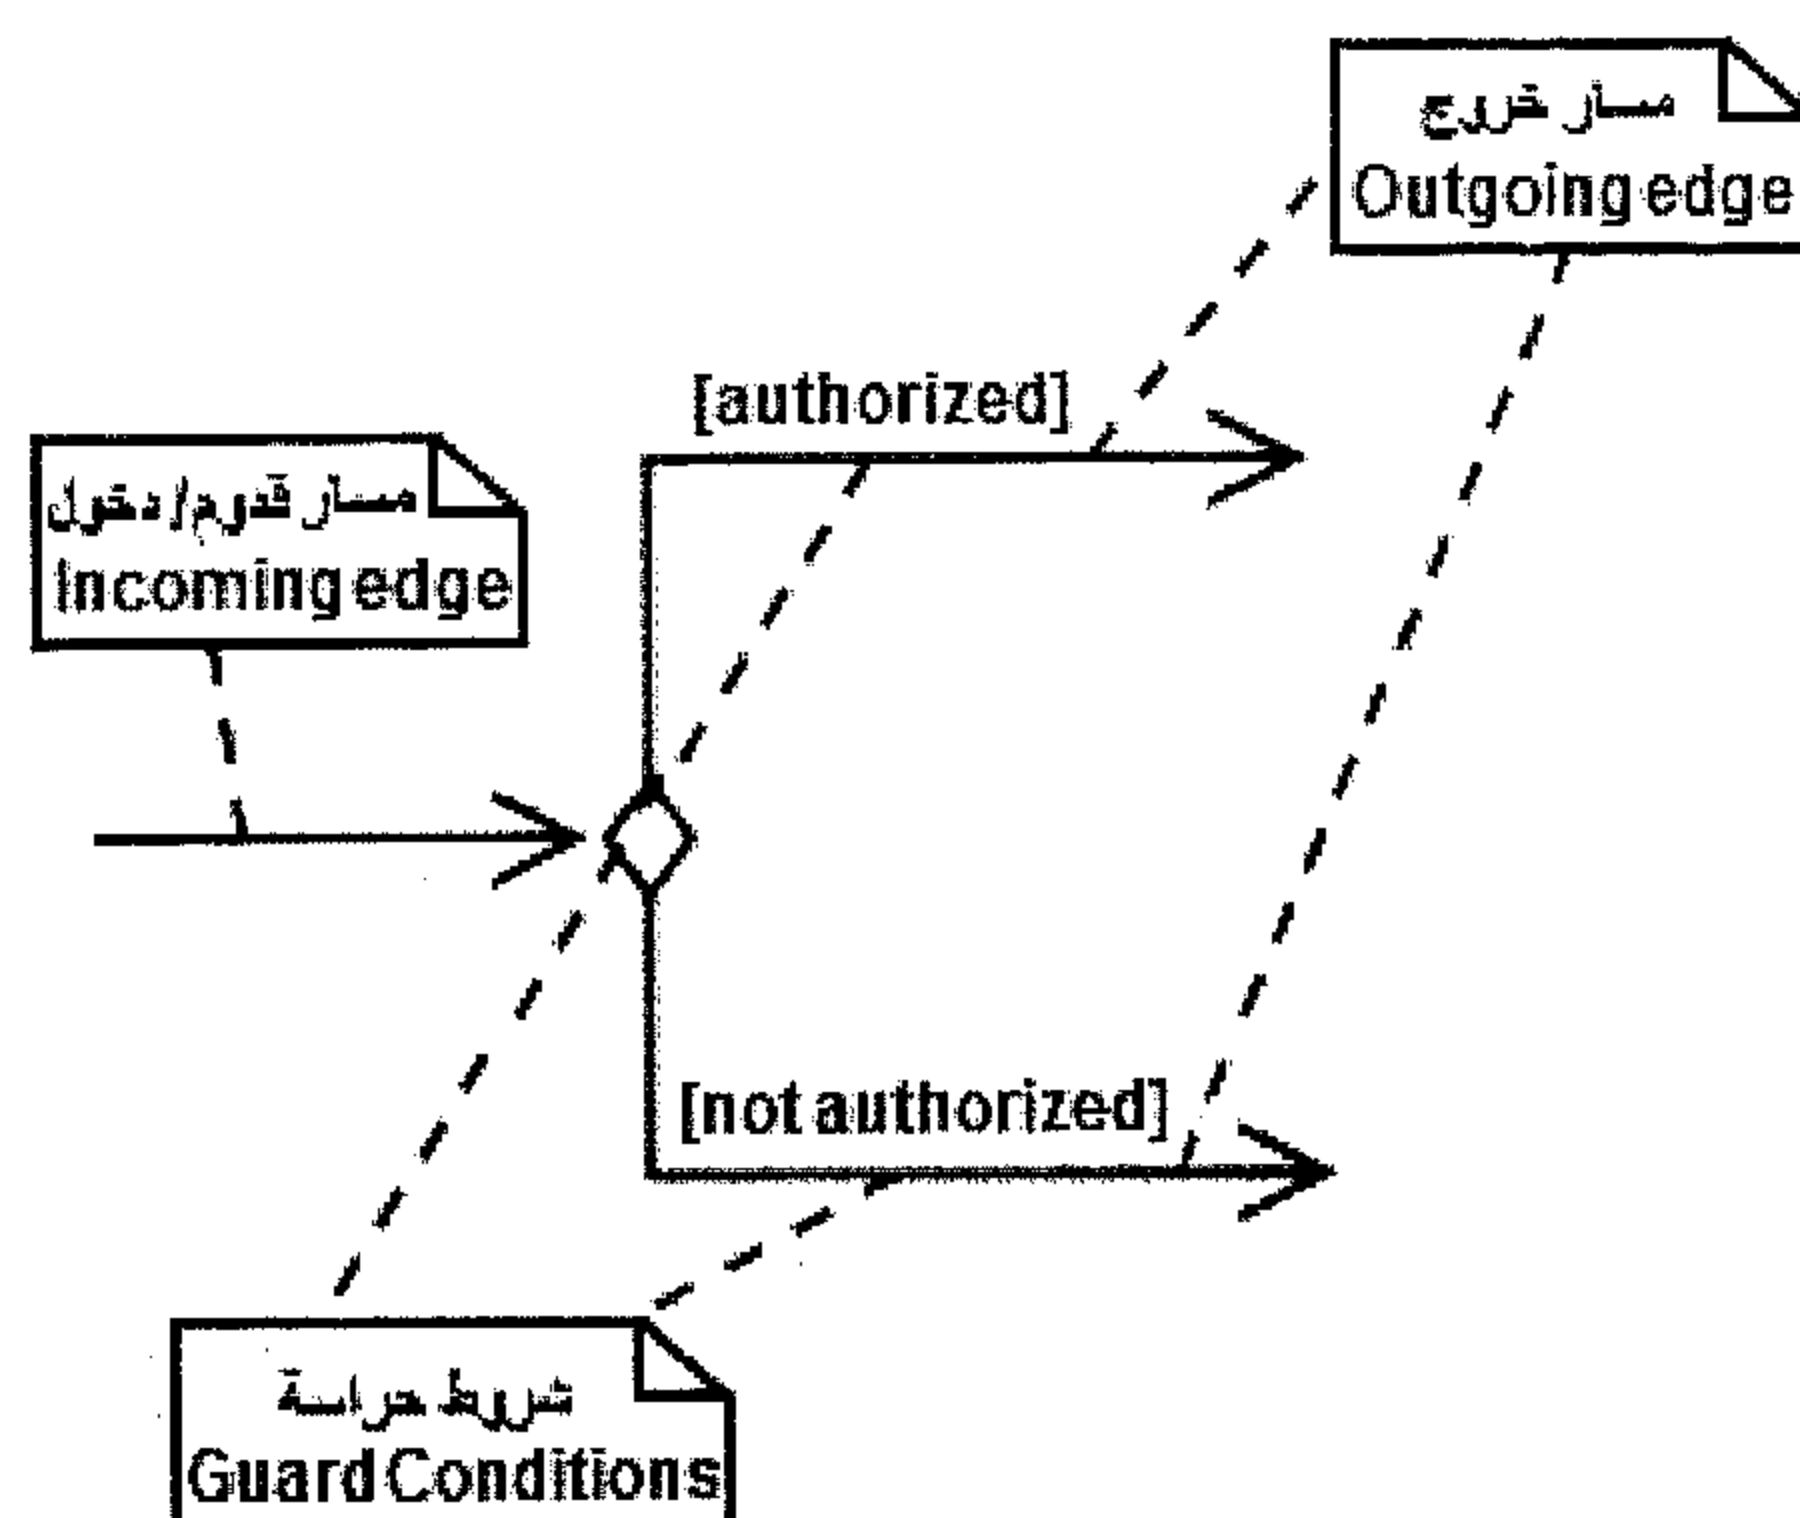 مسار خروج
Outgoing edge
[authorized]
مسار قدوم/دخول
Incoming edge
[not authorized]
شروط حراسة
Guard Conditions